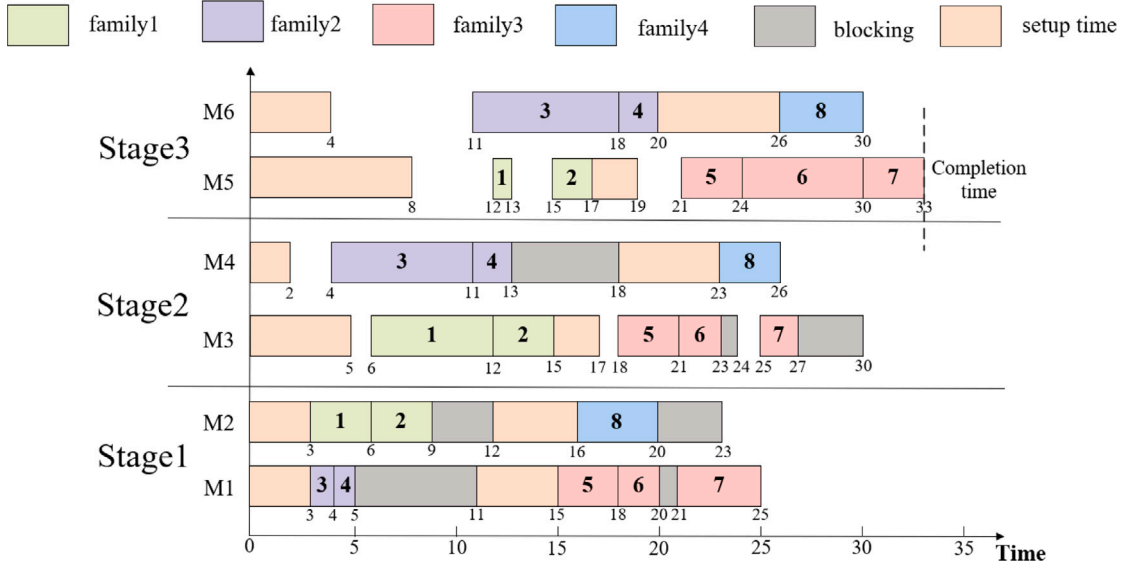 family1 family2 family3 family4 blocking setup time
M6 3 4 8
4 11 18 20 26 30
Stage3
M5 1 2 5 6 7 Completion time
8 12 13 15 17 19 21 24 30 33
M4 3 4 8
2 4 11 13 18 23 26
Stage2
M3 1 2 5 6 7
5 6 12 15 17 18 21 23 24 25 27 30
M2 1 2 8
3 6 9 12 16 20 23
Stage1
M1 3 4 5 6 7
3 4 5 11 15 18 20 21 25
0 5 10 15 20 25 30 35 Time